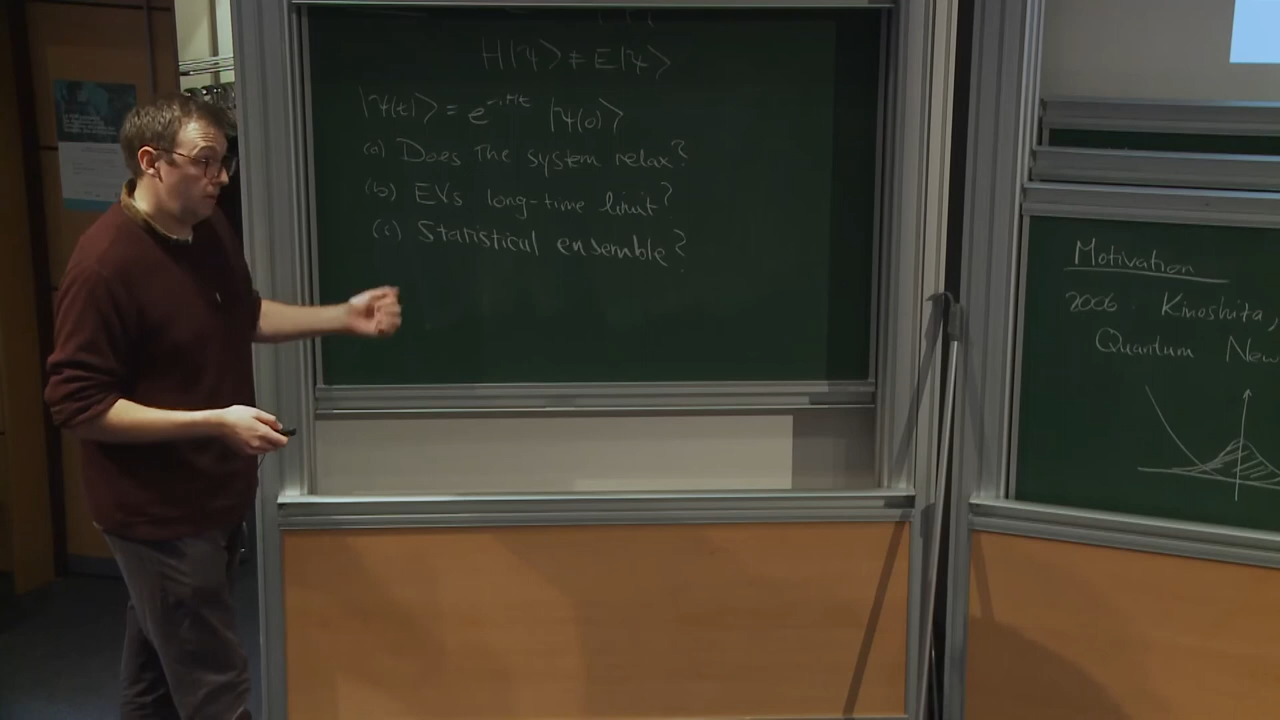 H|ψ⟩ ≠ E|ψ⟩
|ψ(t)⟩ = e^{-iHt} |ψ(0)⟩
(a) Does the system relax?
(b) EVs long-time limit?
(c) Statistical ensemble?
Motivation
2006: Kinoshita,
Quantum New